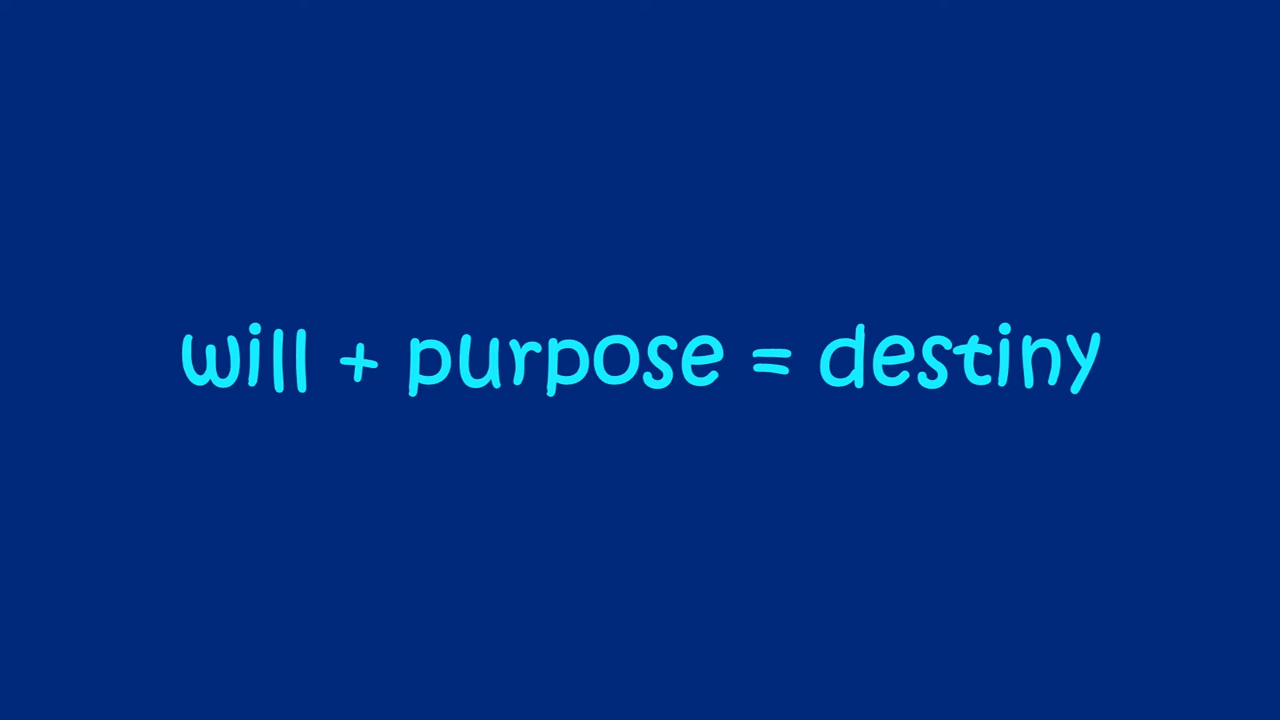 will + purpose = destiny